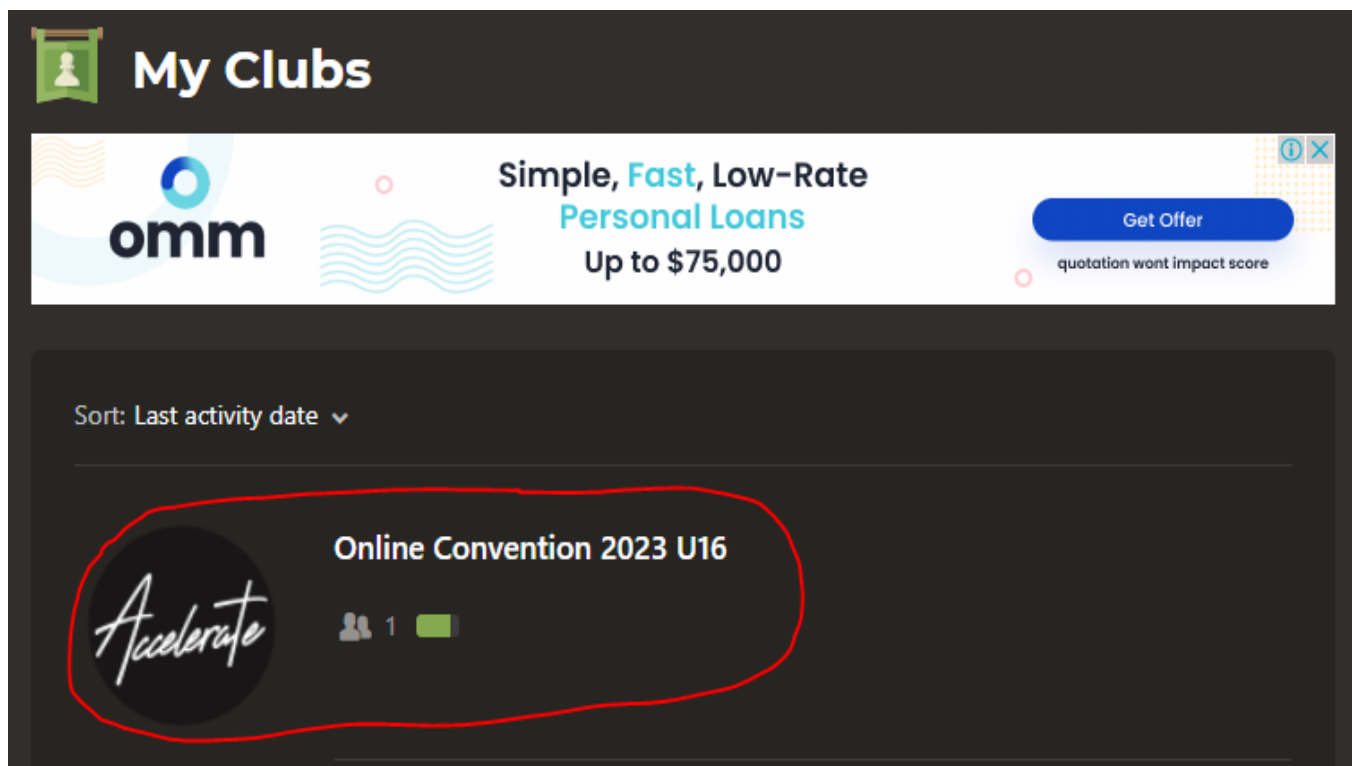 My Clubs
omm
Simple, Fast, Low-Rate
Personal Loans
Up to $75,000
Get Offer
quotation wont impact score
Sort: Last activity date
Accelerate
Online Convention 2023 U16
1